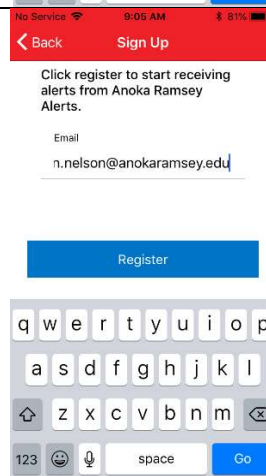 No Service 9:05 AM 81%
Back Sign Up
Click register to start receiving
alerts from Anoka Ramsey
Alerts.
Email
n.nelson@anokaramsey.edu
Register
q w e r t y u i o p
a s d f g h j k l
z x c v b n m
123 space Go